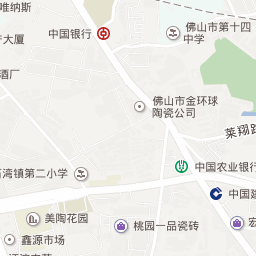 唯纳斯
中国银行
佛山市第十四
中学
大厦
酒厂
佛山市金环球
陶瓷公司
莱翔路
中国农业银行
湾镇第二小学
中国建
美陶花园
桃园一品瓷砖
宏
鑫源市场